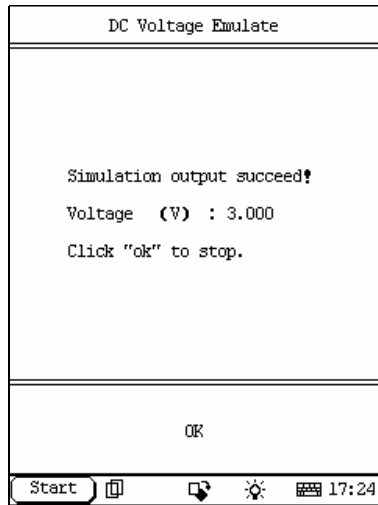 DC Voltage Emulate
Simulation output succeed!
Voltage (V) : 3.000
Click "ok" to stop.
OK
Start 17:24